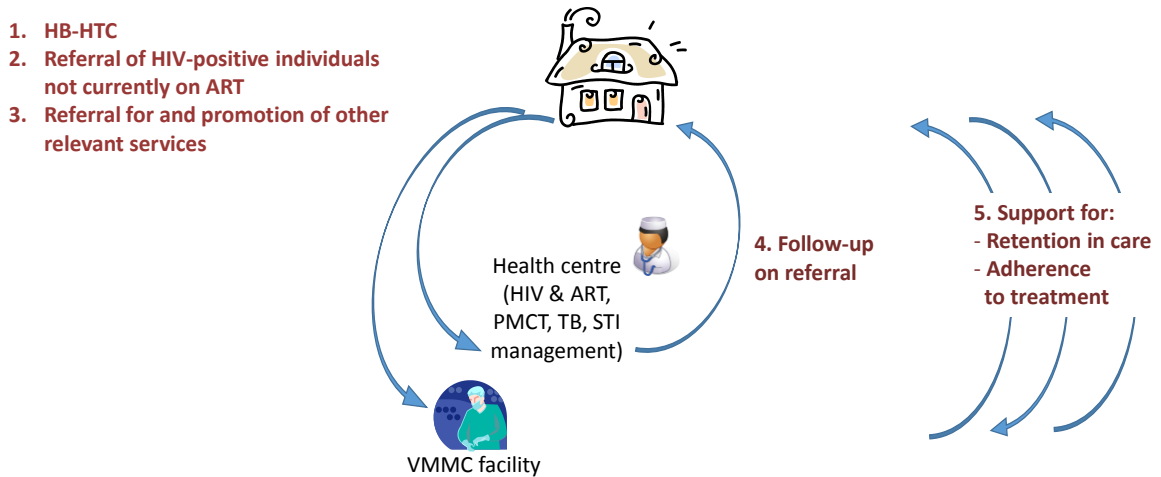 1. HB-HTC
2. Referral of HIV-positive individuals
not currently on ART
3. Referral for and promotion of other
relevant services
4. Follow-up
on referral
5. Support for:
- Retention in care
- Adherence
to treatment
Health centre
(HIV & ART,
PMCT, TB, STI
management)
VMMC facility